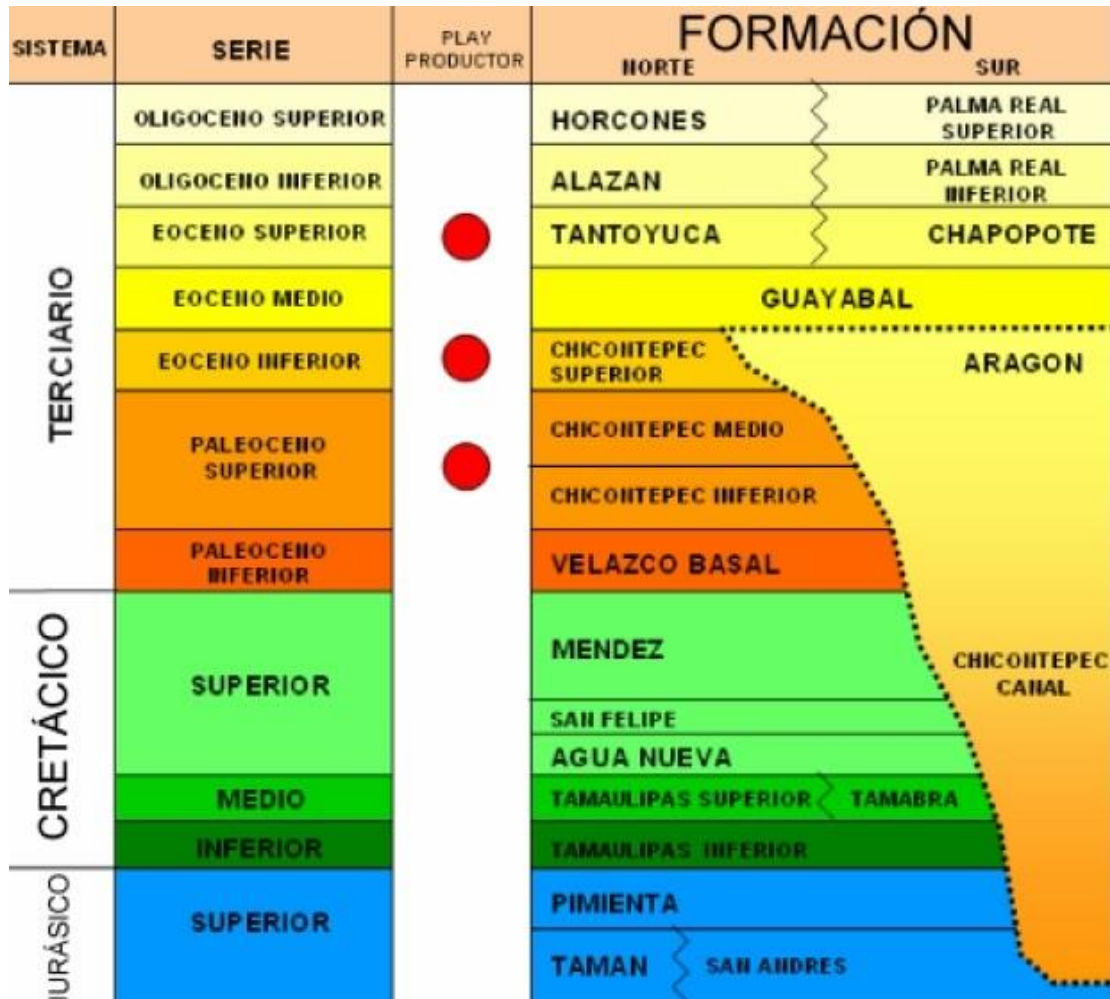 SISTEMA
SERIE
PLAY
PRODUCTOR
FORMACIÓN
NORTE
SUR
TERCIARIO
OLIGOCENO SUPERIOR
HORCONES
PALMA REAL
SUPERIOR
OLIGOCENO INFERIOR
ALAZAN
PALMA REAL
INFERIOR
EOCENO SUPERIOR
TANTOYUCA
CHAPOPOTE
EOCENO MEDIO
GUAYABAL
EOCENO INFERIOR
CHICONTEPEC
SUPERIOR
ARAGON
PALEOCENO
SUPERIOR
CHICONTEPEC MEDIO
CHICONTEPEC INFERIOR
PALEOCENO
INFERIOR
VELAZCO BASAL
CRETÁCICO
SUPERIOR
MENDEZ
CHICONTEPEC
CANAL
SAN FELIPE
AGUA NUEVA
MEDIO
TAMAULIPAS SUPERIOR
TAMABRA
INFERIOR
TAMAULIPAS INFERIOR
JURÁSICO
SUPERIOR
PIMIENTA
TAMAN
SAN ANDRES